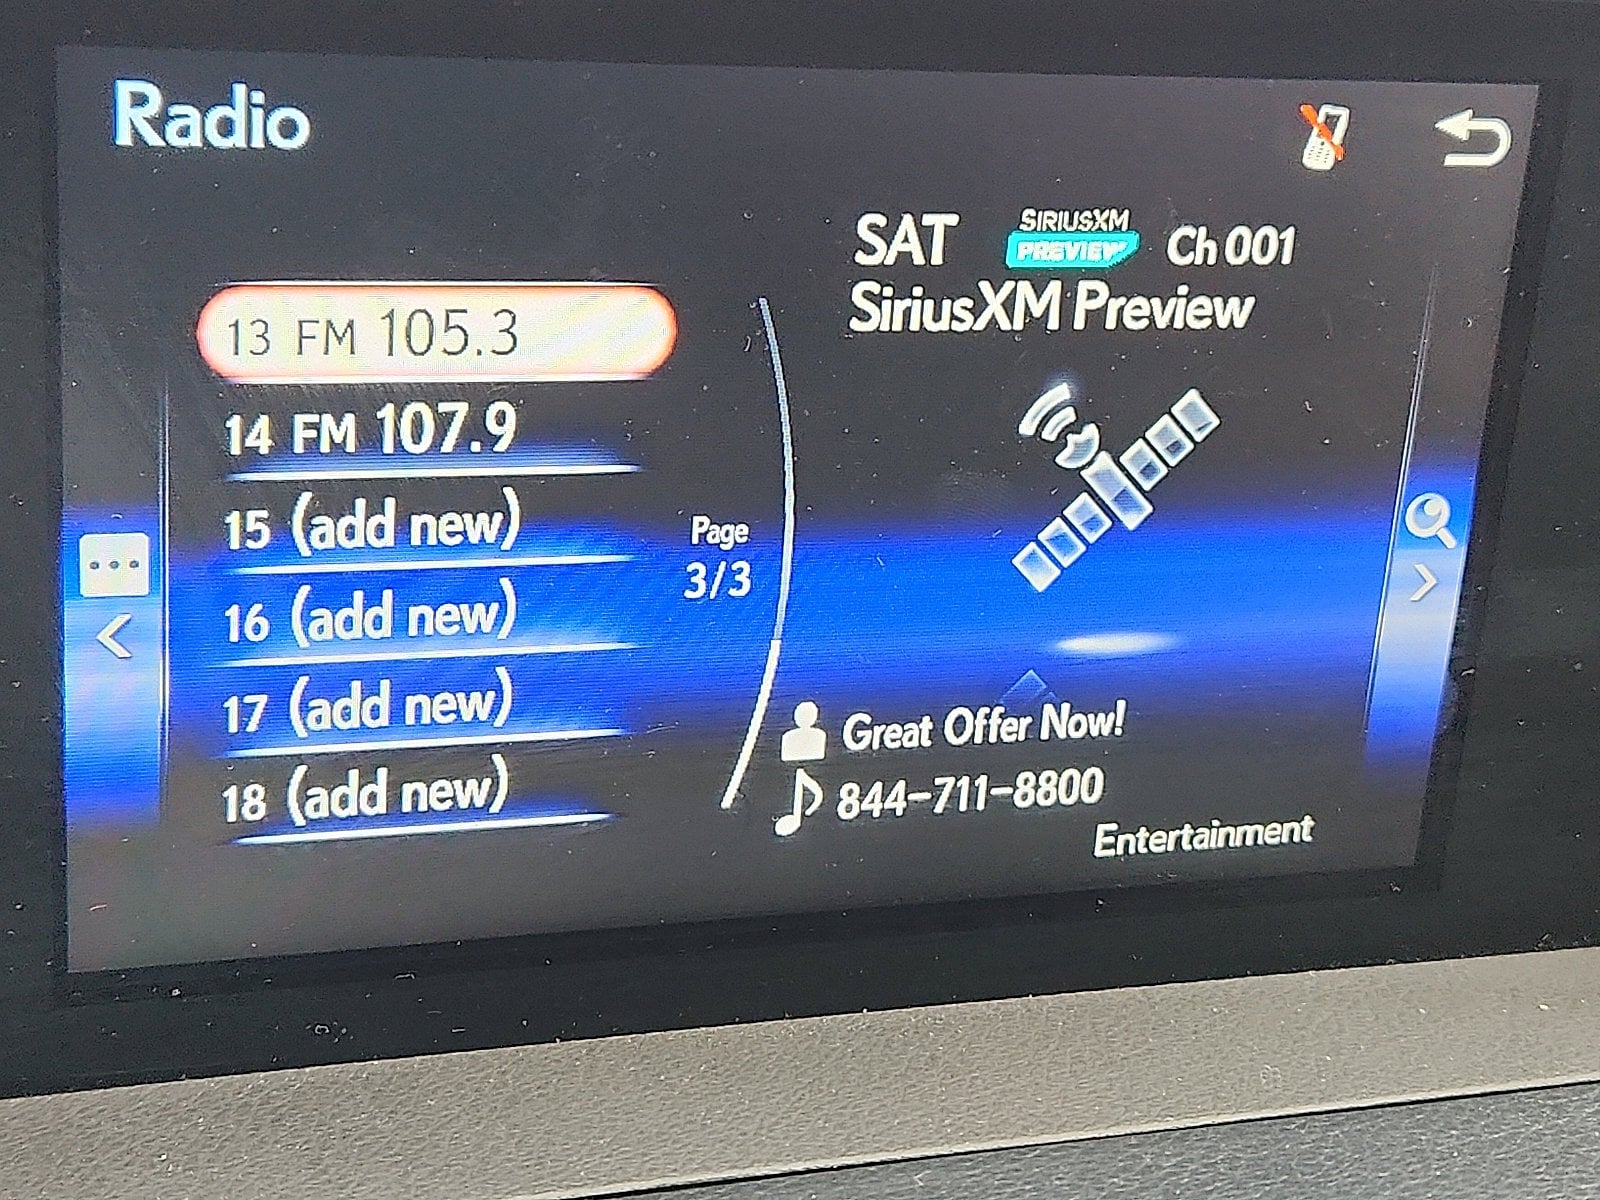 Radio
SAT SIRIUSXM PREVIEW Ch 001
SiriusXM Preview
13 FM 105.3
14 FM 107.9
15 (add new)
16 (add new)
17 (add new)
18 (add new)
Page
3/3
Great Offer Now!
844-711-8800
Entertainment